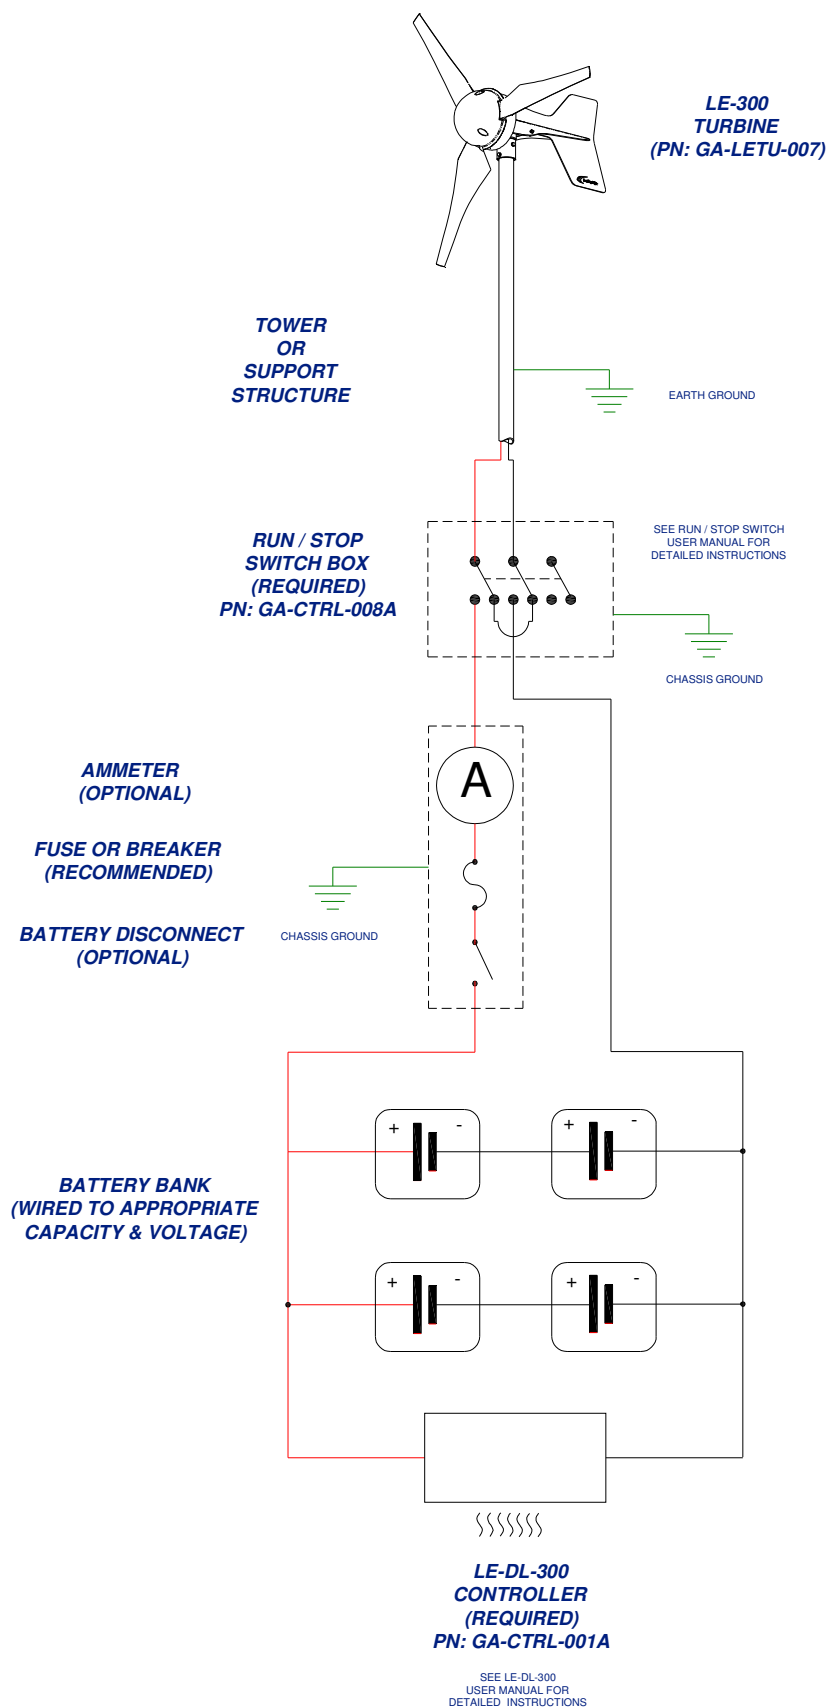 LE-300
TURBINE
(PN: GA-LETU-007)
TOWER
OR
SUPPORT
STRUCTURE
EARTH GROUND
RUN / STOP
SWITCH BOX
(REQUIRED)
PN: GA-CTRL-008A
SEE RUN / STOP SWITCH
USER MANUAL FOR
DETAILED INSTRUCTIONS
CHASSIS GROUND
AMMETER
(OPTIONAL)
A
FUSE OR BREAKER
(RECOMMENDED)
BATTERY DISCONNECT
(OPTIONAL)
CHASSIS GROUND
+ - + -
BATTERY BANK
(WIRED TO APPROPRIATE
CAPACITY & VOLTAGE)
+ - + -
LE-DL-300
CONTROLLER
(REQUIRED)
PN: GA-CTRL-001A
SEE LE-DL-300
USER MANUAL FOR
DETAILED INSTRUCTIONS